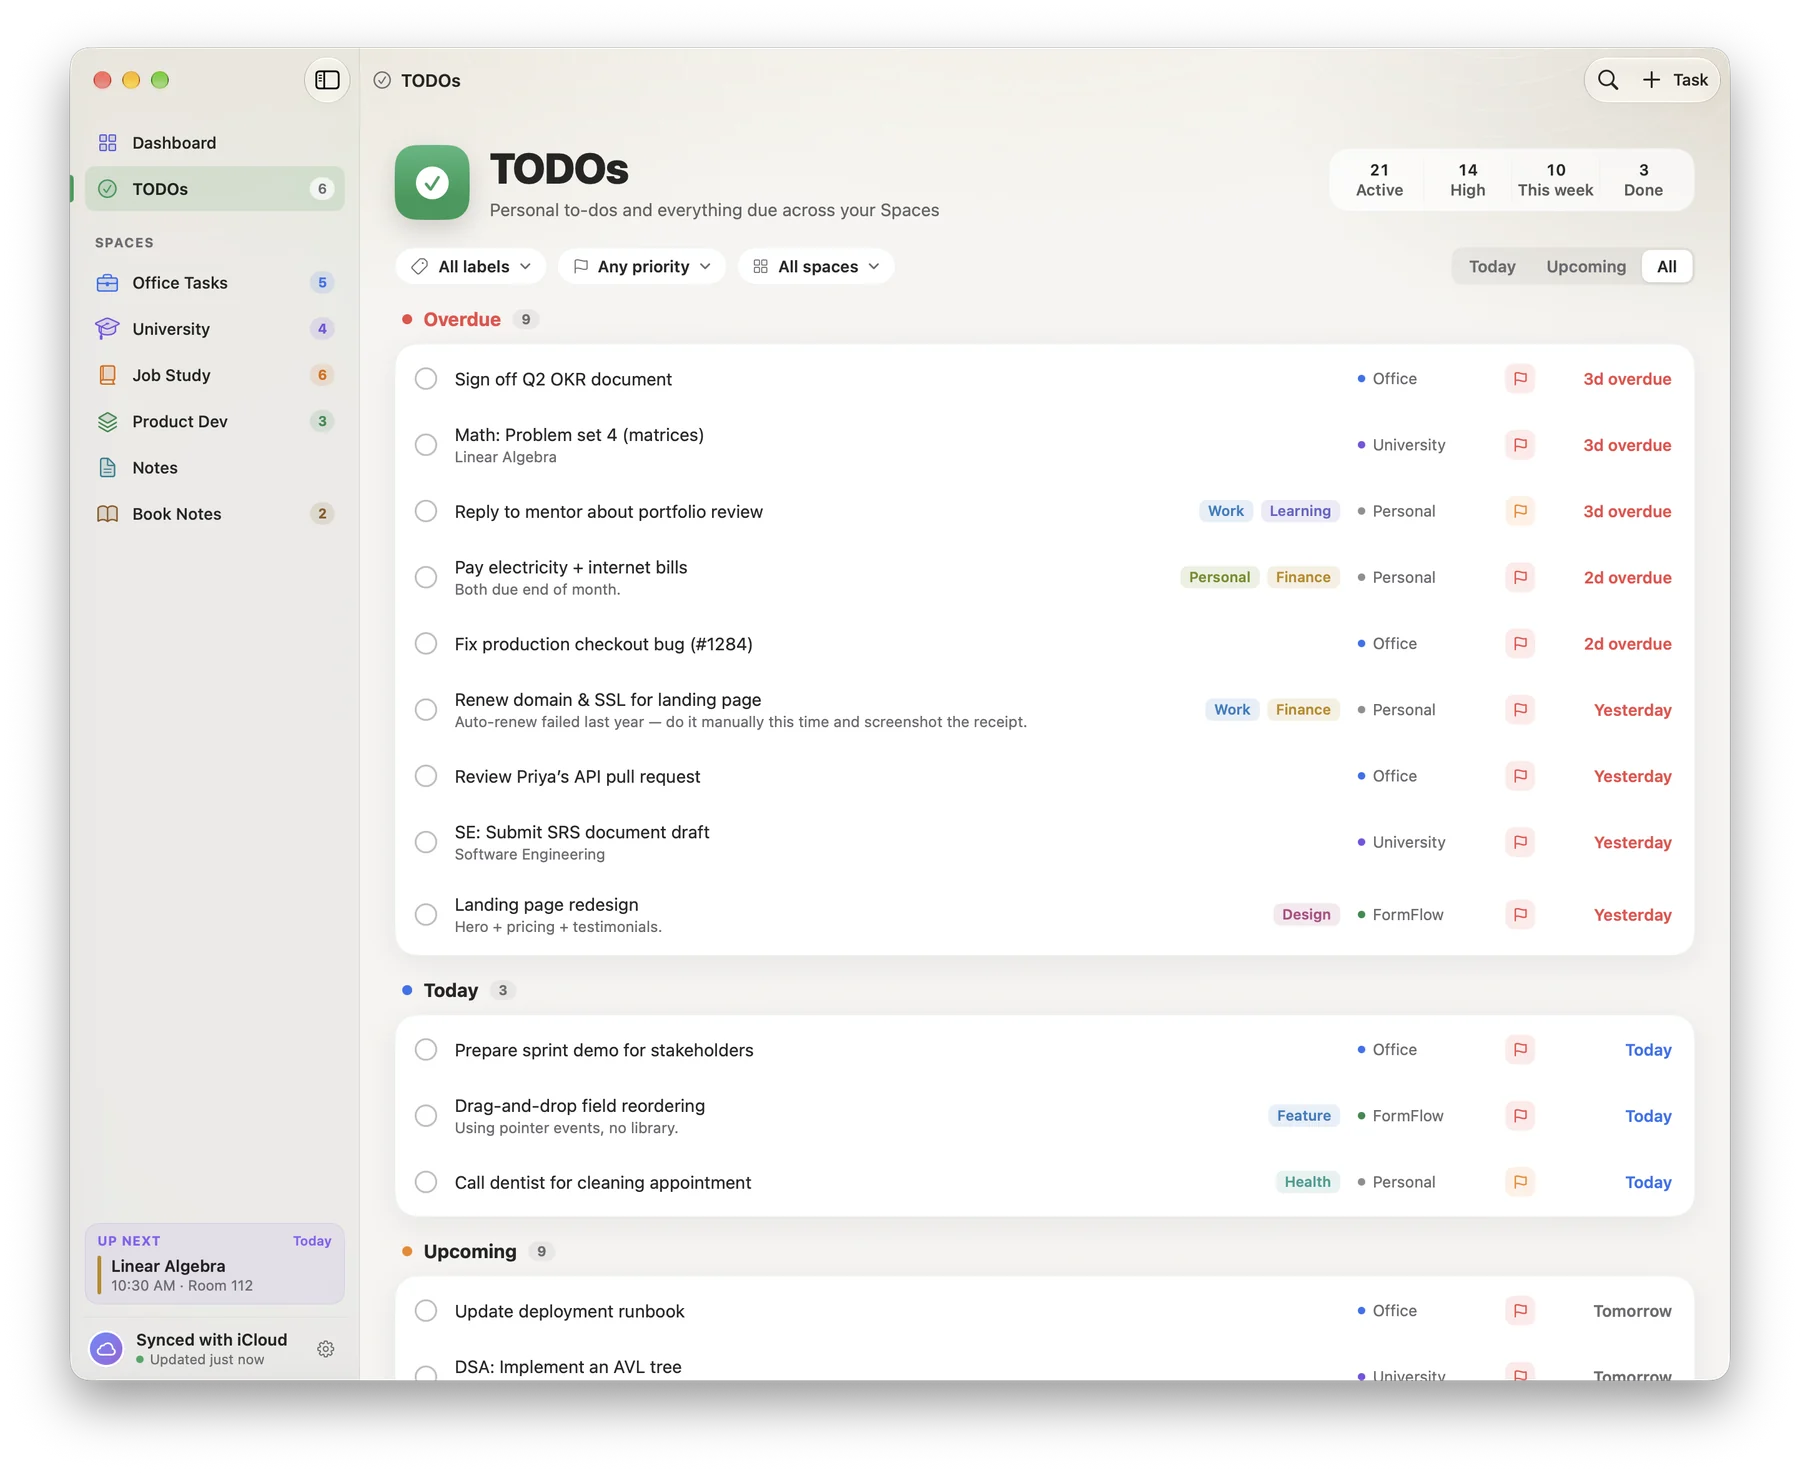 TODOs
Task
Dashboard
TODOs 6
SPACES
Office Tasks 5
University 4
Job Study 6
Product Dev 3
Notes
Book Notes 2
UP NEXT Today
Linear Algebra
10:30 AM · Room 112
Synced with iCloud
Updated just now
TODOs
Personal to-dos and everything due across your Spaces
21 14 10 3
Active High This week Done
All labels Any priority All spaces Today Upcoming All
Overdue 9
Sign off Q2 OKR document Office 3d overdue
Math: Problem set 4 (matrices)
Linear Algebra
University 3d overdue
Reply to mentor about portfolio review Work Learning Personal 3d overdue
Pay electricity + internet bills
Both due end of month.
Personal Finance Personal 2d overdue
Fix production checkout bug (#1284) Office 2d overdue
Renew domain & SSL for landing page
Auto-renew failed last year — do it manually this time and screenshot the receipt.
Work Finance Personal Yesterday
Review Priya’s API pull request Office Yesterday
SE: Submit SRS document draft
Software Engineering
University Yesterday
Landing page redesign
Hero + pricing + testimonials.
Design FormFlow Yesterday
Today 3
Prepare sprint demo for stakeholders Office Today
Drag-and-drop field reordering
Using pointer events, no library.
Feature FormFlow Today
Call dentist for cleaning appointment Health Personal Today
Upcoming 9
Update deployment runbook Office Tomorrow
DSA: Implement an AVL tree
University Tomorrow